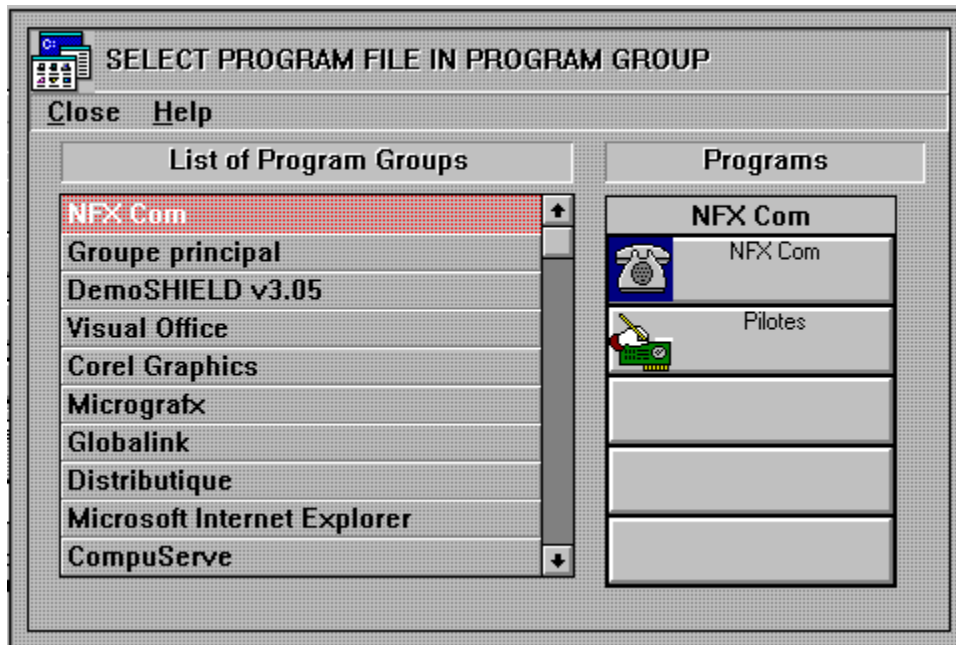 C:
SELECT PROGRAM FILE IN PROGRAM GROUP
Close Help
List of Program Groups
NFX Com
Groupe principal
DemoSHIELD v3.05
Visual Office
Corel Graphics
Micrografx
Globalink
Distributique
Microsoft Internet Explorer
CompuServe
Programs
NFX Com
NFX Com
Pilotes